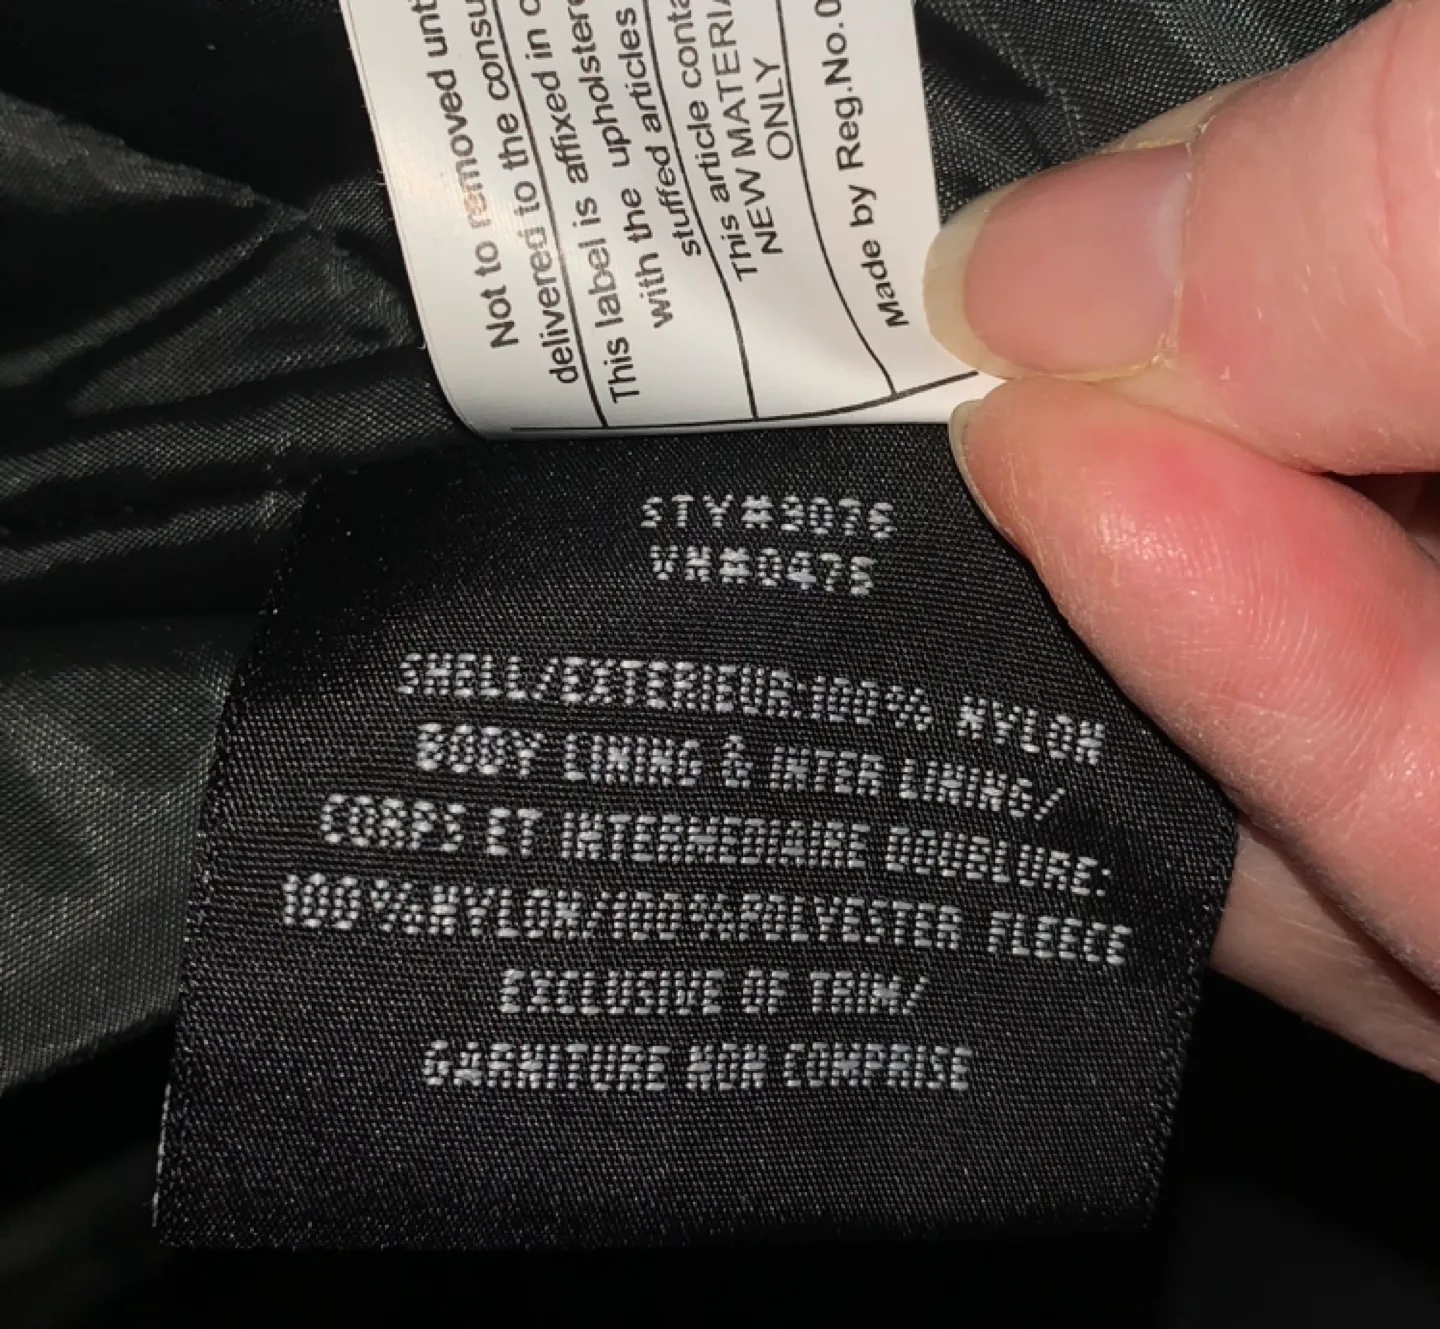 Not to removed unti
delivered to the consu
This label is affixed in c
with the upholstere
stuffed articles
This article conta
NEW MATERIA
ONLY
Made by Reg.No.0
STY#9076
VN#0475
SHELL/EXTERIEUR:100% NYLON
BODY LINING & INTER LINING/
CORPS ET INTERMEDIAIRE DOUBLURE:
100%NYLON/100%POLYESTER FLEECE
EXCLUSIVE OF TRIM/
GARNITURE NON COMPRISE